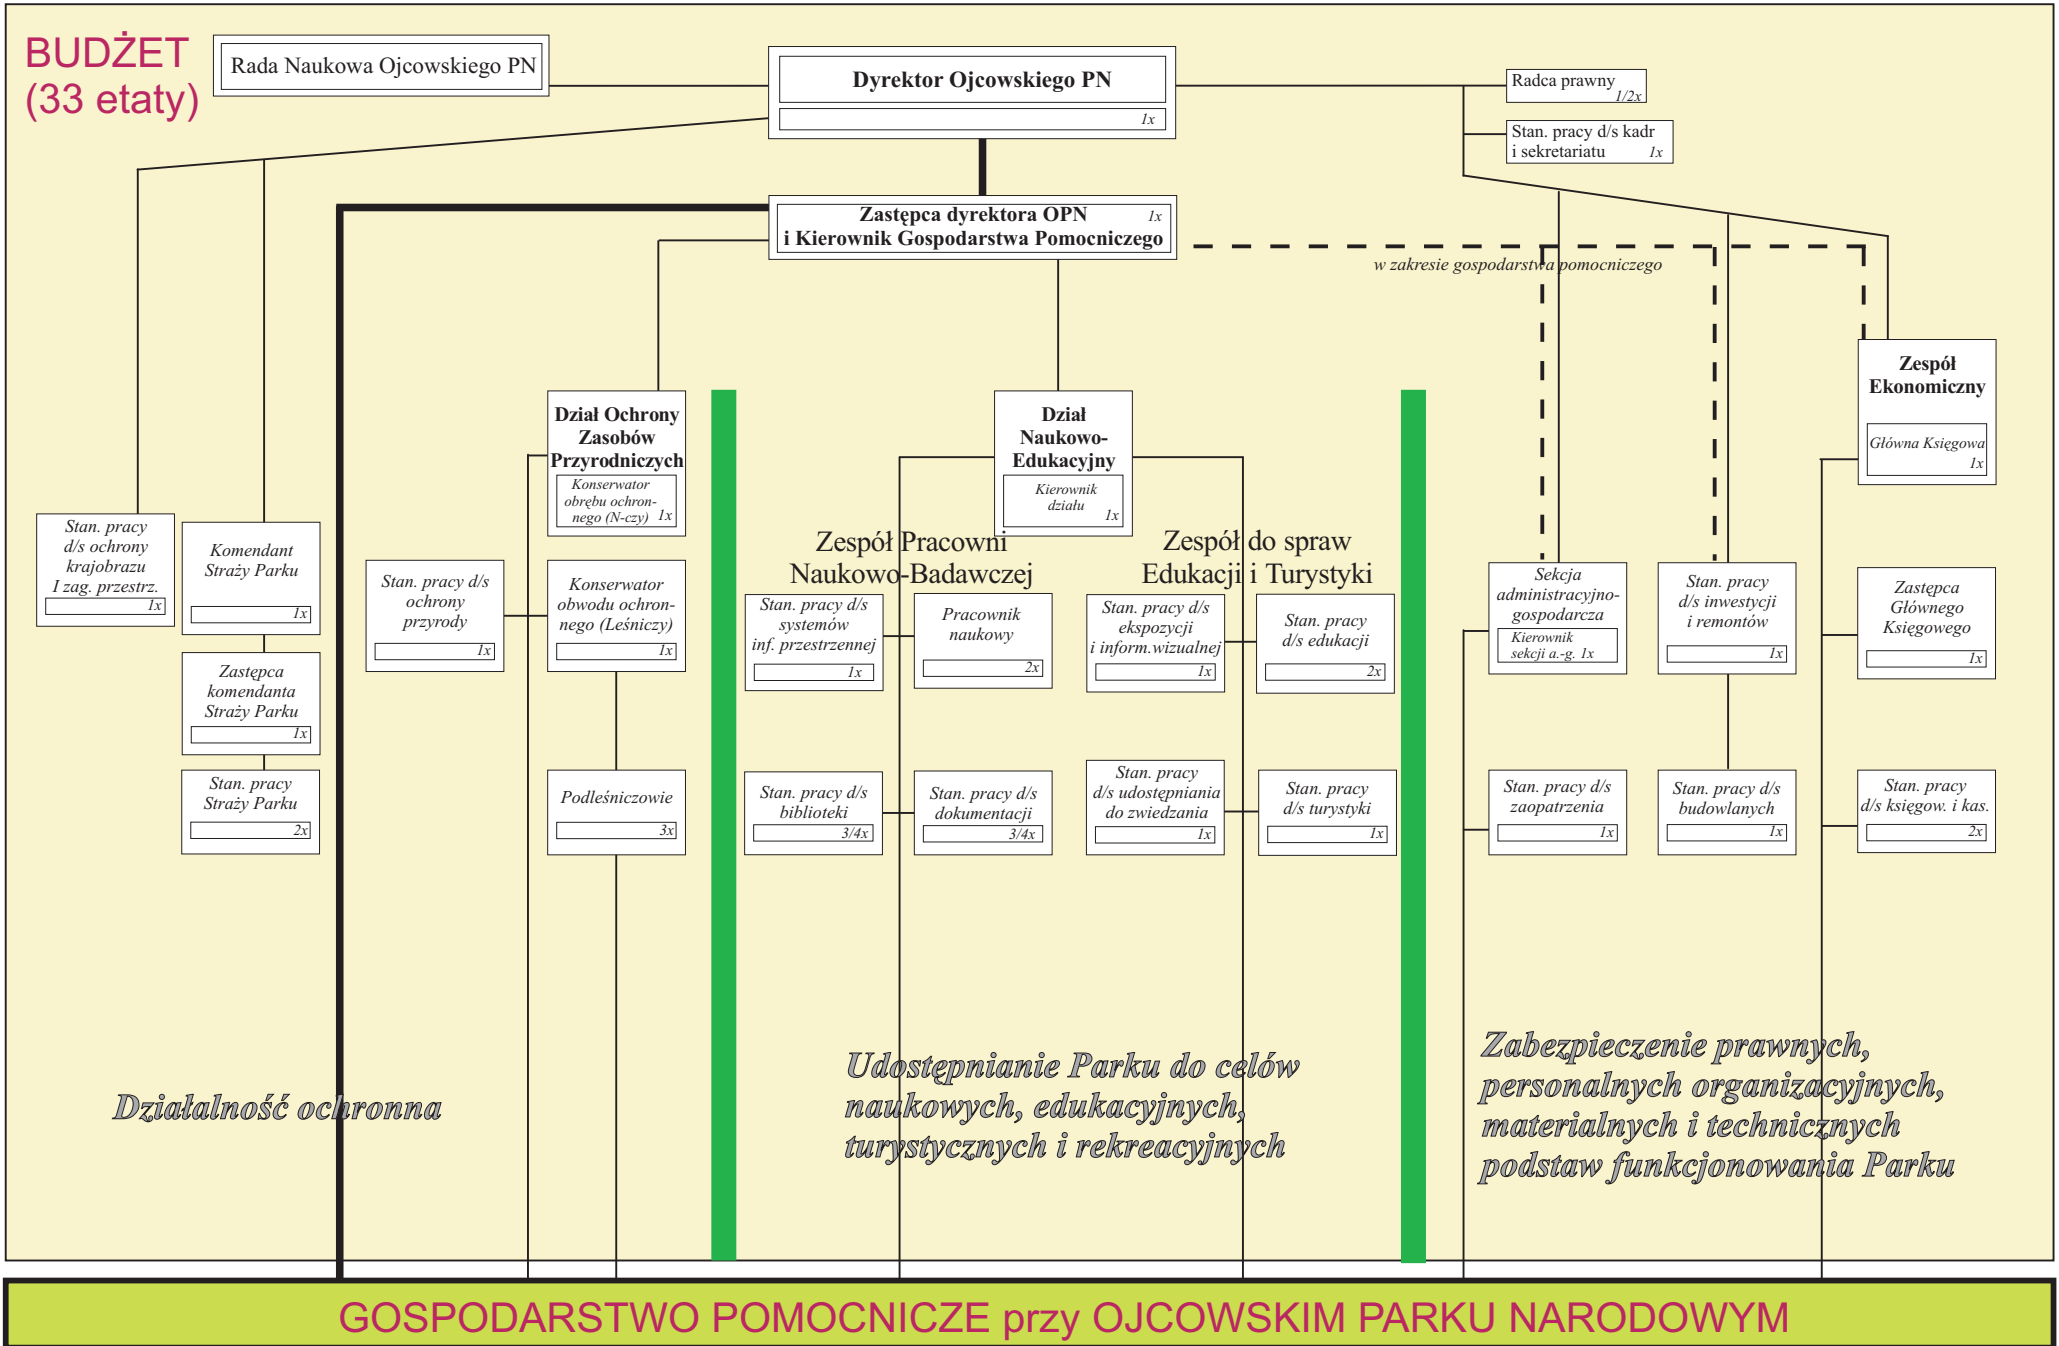 BUDŻET
(33 etaty)
Rada Naukowa Ojcowskiego PN
Dyrektor Ojcowskiego PN
1x
Radca prawny
1/2x
Stan. pracy d/s kadr
i sekretariatu 1x
Zastępca dyrektora OPN 1x
i Kierownik Gospodarstwa Pomocniczego
w zakresie gospodarstwa pomocniczego
Zespół
Ekonomiczny
Główna Księgowa
1x
Dział Ochrony
Zasobów
Przyrodniczych
Konserwator
obrębu ochron-
nego (N-czy) 1x
Dział
Naukowo-
Edukacyjny
Kierownik
działu
1x
Stan. pracy
d/s ochrony
krajobrazu
I zag. przestrz.
1x
Komendant
Straży Parku
1x
Zastępca
komendanta
Straży Parku
1x
Stan. pracy
Straży Parku
2x
Stan. pracy d/s
ochrony
przyrody
1x
Konserwator
obwodu ochron-
nego (Leśniczy)
1x
Podleśniczowie
3x
Zespół Pracowni
Naukowo-Badawczej
Stan. pracy d/s
systemów
inf. przestrzennej
1x
Pracownik
naukowy
2x
Stan. pracy d/s
biblioteki
3/4x
Stan. pracy d/s
dokumentacji
3/4x
Zespół do spraw
Edukacji i Turystyki
Stan. pracy d/s
ekspozycji
i inform.wizualnej
1x
Stan. pracy
d/s edukacji
2x
Stan. pracy
d/s udostępniania
do zwiedzania
1x
Stan. pracy
d/s turystyki
1x
Sekcja
administracyjno-
gospodarcza
Kierownik
sekcji a.-g. 1x
Stan. pracy
d/s inwestycji
i remontów
1x
Zastępca
Głównego
Księgowego
1x
Stan. pracy d/s
zaopatrzenia
1x
Stan. pracy d/s
budowlanych
1x
Stan. pracy
d/s księgow. i kas.
2x
Działalność ochronna
Udostępnianie Parku do celów
naukowych, edukacyjnych,
turystycznych i rekreacyjnych
Zabezpieczenie prawnych,
personalnych organizacyjnych,
materialnych i technicznych
podstaw funkcjonowania Parku
GOSPODARSTWO POMOCNICZE przy OJCOWSKIM PARKU NARODOWYM